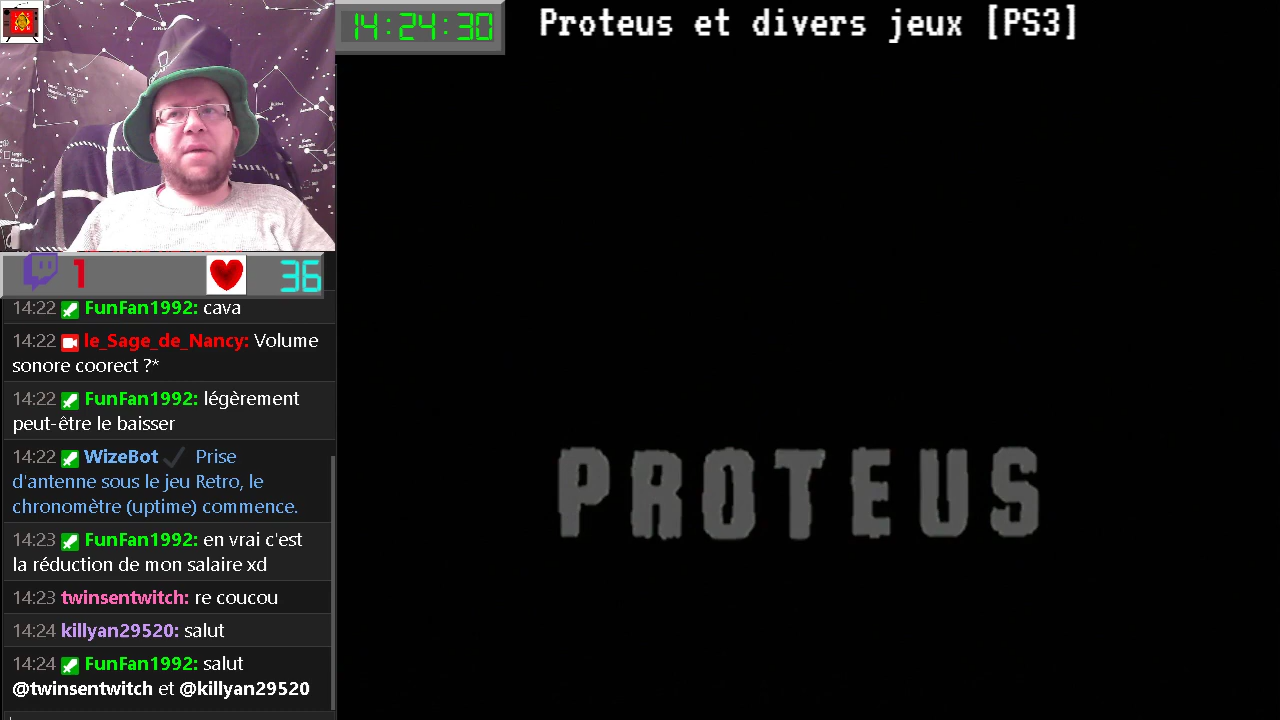 14:24:30
Proteus et divers jeux [PS3]
1
36
14:22 FunFan1992: cava
14:22 le_Sage_de_Nancy: Volume
sonore coorect ?*
14:22 FunFan1992: légèrement
peut-être le baisser
14:22 WizeBot Prise
d'antenne sous le jeu Retro, le
chronomètre (uptime) commence.
14:23 FunFan1992: en vrai c'est
la réduction de mon salaire xd
14:23 twinsentwitch: re coucou
14:24 killyan29520: salut
14:24 FunFan1992: salut
@twinsentwitch et @killyan29520
PROTEUS